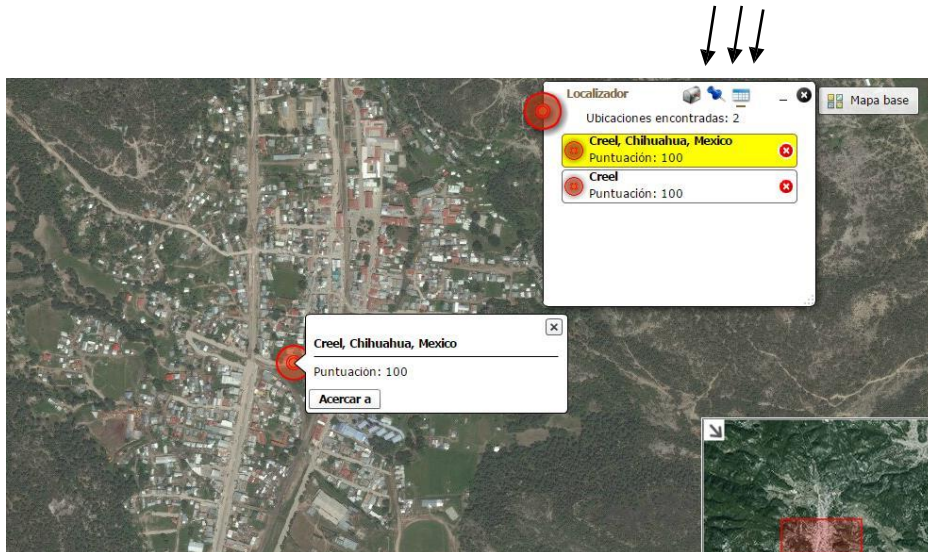 Localizador
Mapa base
Ubicaciones encontradas: 2
Creel, Chihuahua, Mexico
Puntuación: 100
Creel
Puntuación: 100
Creel, Chihuahua, Mexico
Puntuación: 100
Acercar a